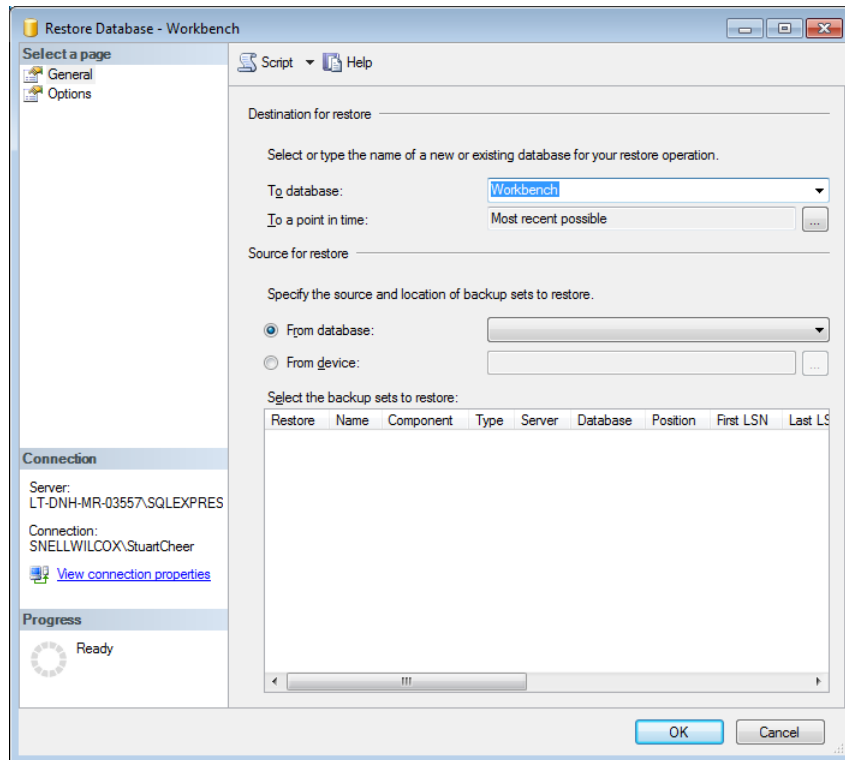 Restore Database - Workbench
Select a page
General
Options
Script
Help
Destination for restore
Select or type the name of a new or existing database for your restore operation.
To database:
Workbench
To a point in time:
Most recent possible
...
Source for restore
Specify the source and location of backup sets to restore.
From database:
From device:
...
Select the backup sets to restore:
Restore Name Component Type Server Database Position First LSN Last LS
Connection
Server:
LT-DNH-MR-03557\SQLEXPRES
Connection:
SNELLWILCOX\StuartCheer
View connection properties
Progress
Ready
OK
Cancel